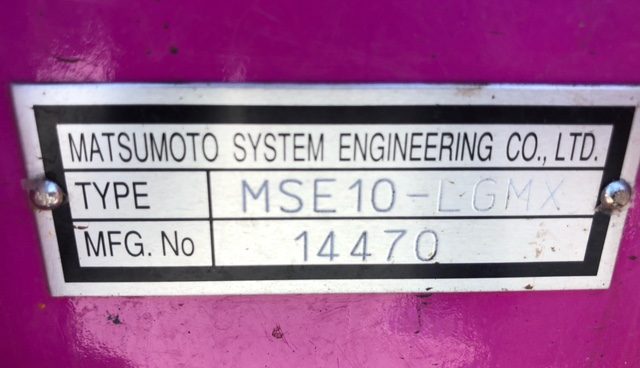 MATSUMOTO SYSTEM ENGINEERING CO., LTD.
TYPE MSE10-LGMX
MFG. No 14470